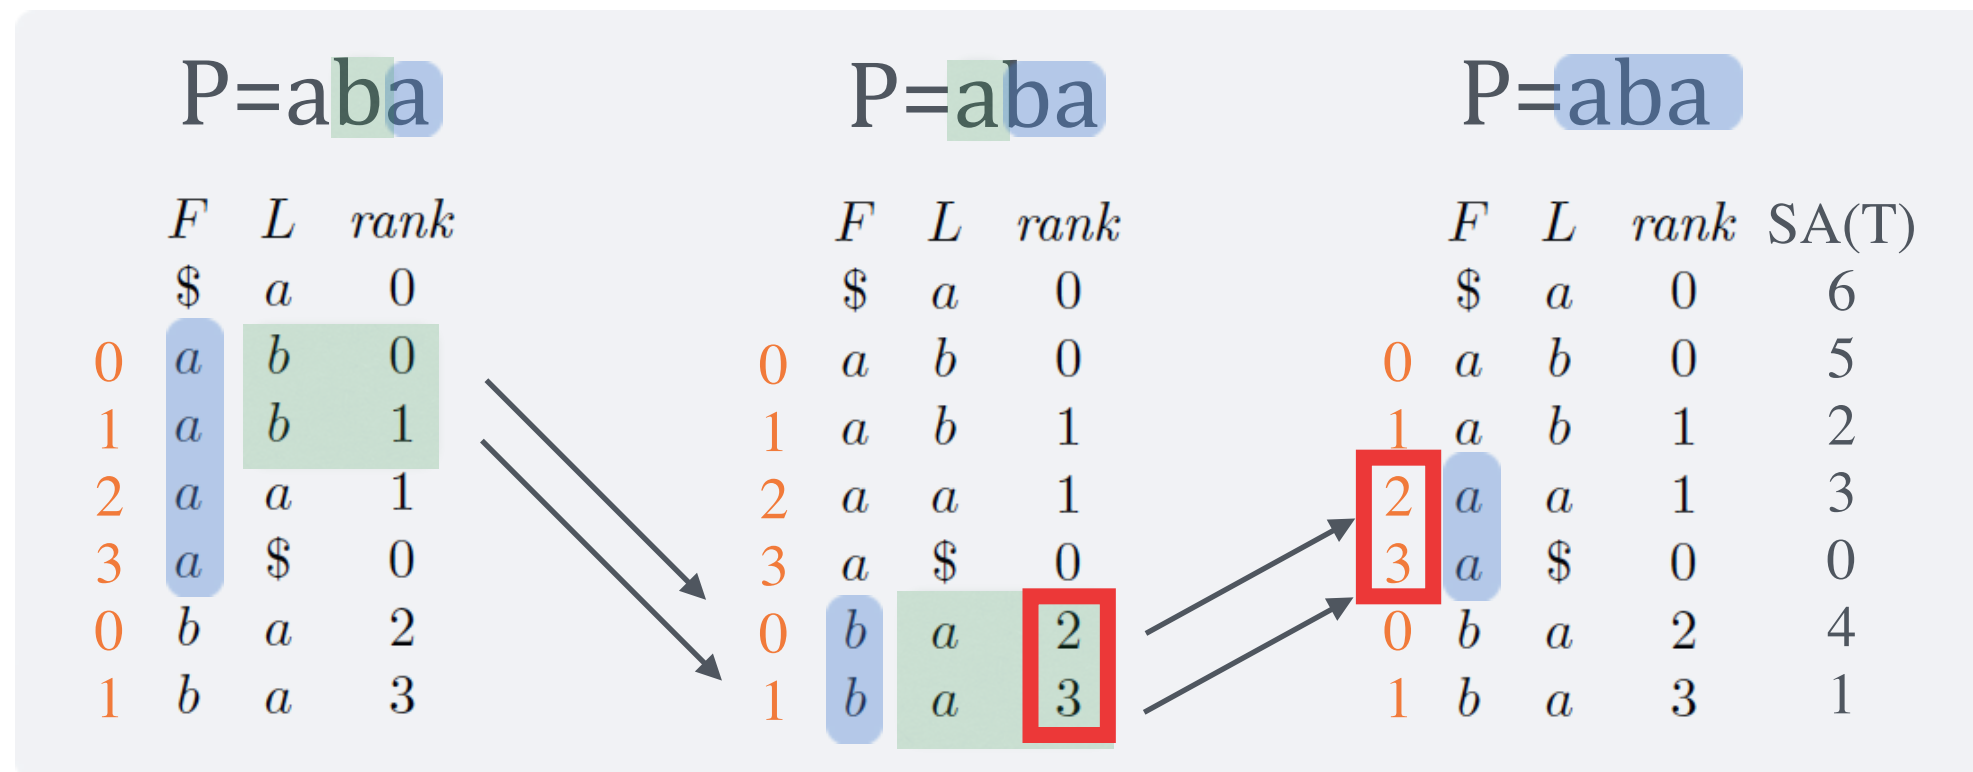 P=aba P=aba P=aba
F L rank F L rank F L rank SA(T)
$ a 0 $ a 0 $ a 0 6
0 a b 0 0 a b 0 0 a b 0 5
1 a b 1 1 a b 1 1 a b 1 2
2 a a 1 2 a a 1 2 a a 1 3
3 a $ 0 3 a $ 0 3 a $ 0 0
0 b a 2 0 b a 2 0 b a 2 4
1 b a 3 1 b a 3 1 b a 3 1